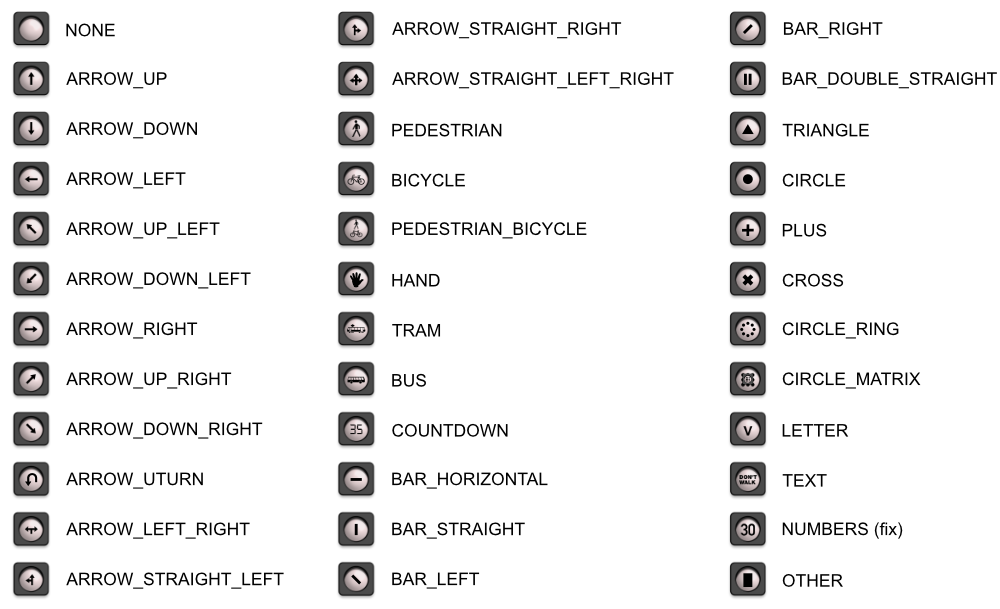 NONE
ARROW_UP
ARROW_DOWN
ARROW_LEFT
ARROW_UP_LEFT
ARROW_DOWN_LEFT
ARROW_RIGHT
ARROW_UP_RIGHT
ARROW_DOWN_RIGHT
ARROW_UTURN
ARROW_LEFT_RIGHT
ARROW_STRAIGHT_LEFT
ARROW_STRAIGHT_RIGHT
ARROW_STRAIGHT_LEFT_RIGHT
PEDESTRIAN
BICYCLE
PEDESTRIAN_BICYCLE
HAND
TRAM
BUS
35 COUNTDOWN
BAR_HORIZONTAL
BAR_STRAIGHT
BAR_LEFT
BAR_RIGHT
BAR_DOUBLE_STRAIGHT
TRIANGLE
CIRCLE
PLUS
CROSS
CIRCLE_RING
CIRCLE_MATRIX
V LETTER
DON'T
WALK
TEXT
30 NUMBERS (fix)
OTHER